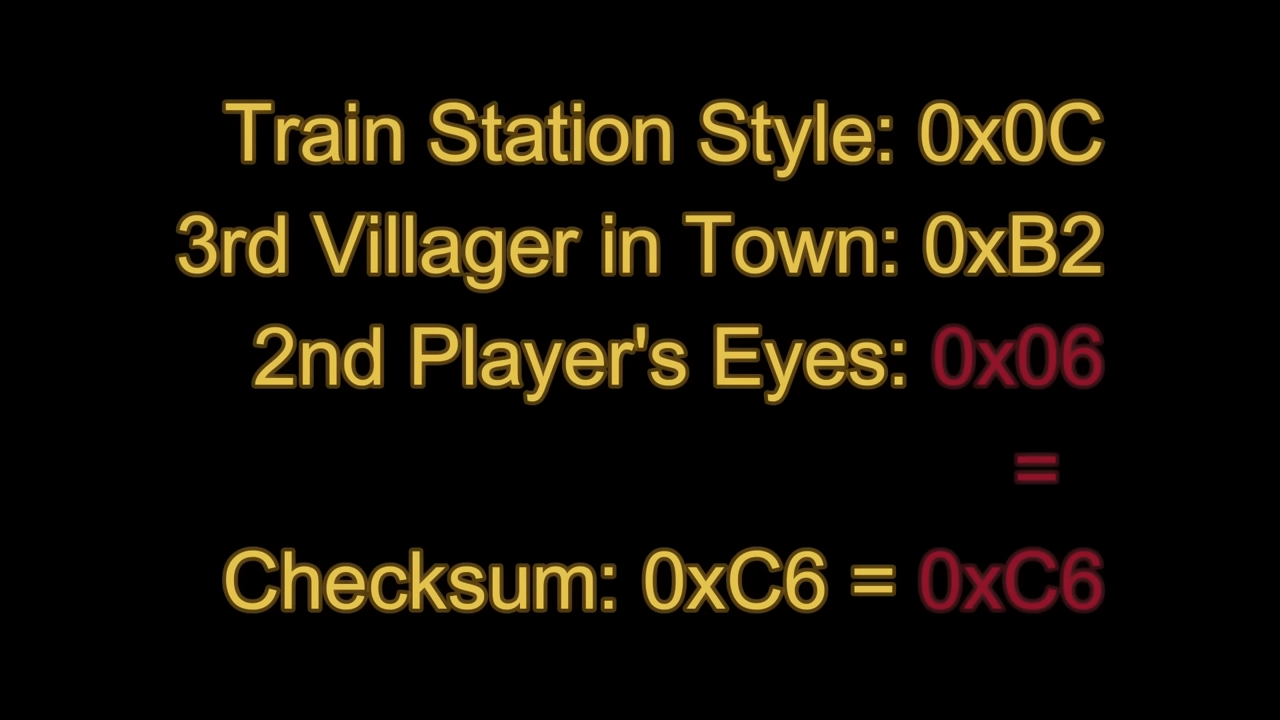 Train Station Style: 0x0C
3rd Villager in Town: 0xB2
2nd Player's Eyes: 0x06
=
Checksum: 0xC6 = 0xC6